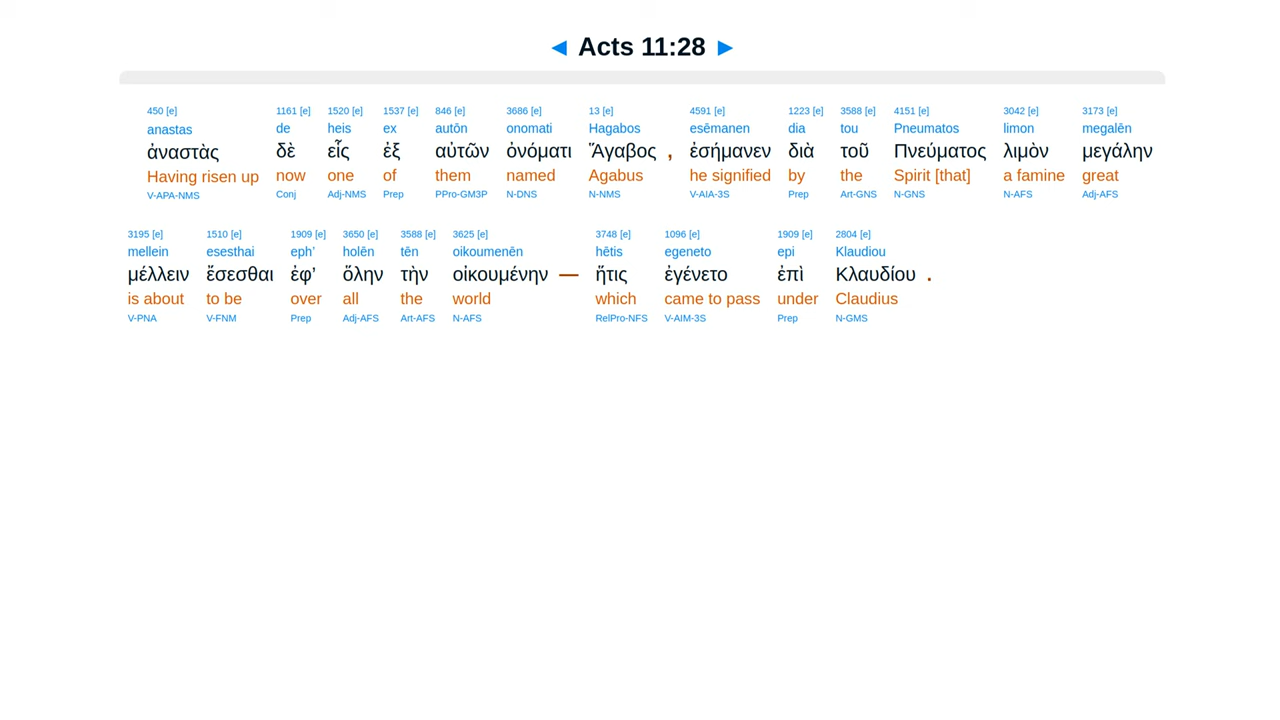 ◄ Acts 11:28 ►
450 [e] 1161 [e] 1520 [e] 1537 [e] 846 [e] 3686 [e] 13 [e] 4591 [e] 1223 [e] 3588 [e] 4151 [e] 3042 [e] 3173 [e]
anastas de heis ex autōn onomati Hagabos esēmanen dia tou Pneumatos limon megalēn
ἀναστὰς δὲ εἷς ἐξ αὐτῶν ὀνόματι Ἅγαβος , ἐσήμανεν διὰ τοῦ Πνεύματος λιμὸν μεγάλην
Having risen up now one of them named Agabus he signified by the Spirit [that] a famine great
V-APA-NMS Conj Adj-NMS Prep PPro-GM3P N-DNS N-NMS V-AIA-3S Prep Art-GNS N-GNS N-AFS Adj-AFS
3195 [e] 1510 [e] 1909 [e] 3650 [e] 3588 [e] 3625 [e] 3748 [e] 1096 [e] 1909 [e] 2804 [e]
mellein esesthai eph’ holēn tēn oikoumenēn hētis egeneto epi Klaudiou
μέλλειν ἔσεσθαι ἐφ’ ὅλην τὴν οἰκουμένην — ἥτις ἐγένετο ἐπὶ Κλαυδίου .
is about to be over all the world which came to pass under Claudius
V-PNA V-FNM Prep Adj-AFS Art-AFS N-AFS RelPro-NFS V-AIM-3S Prep N-GMS